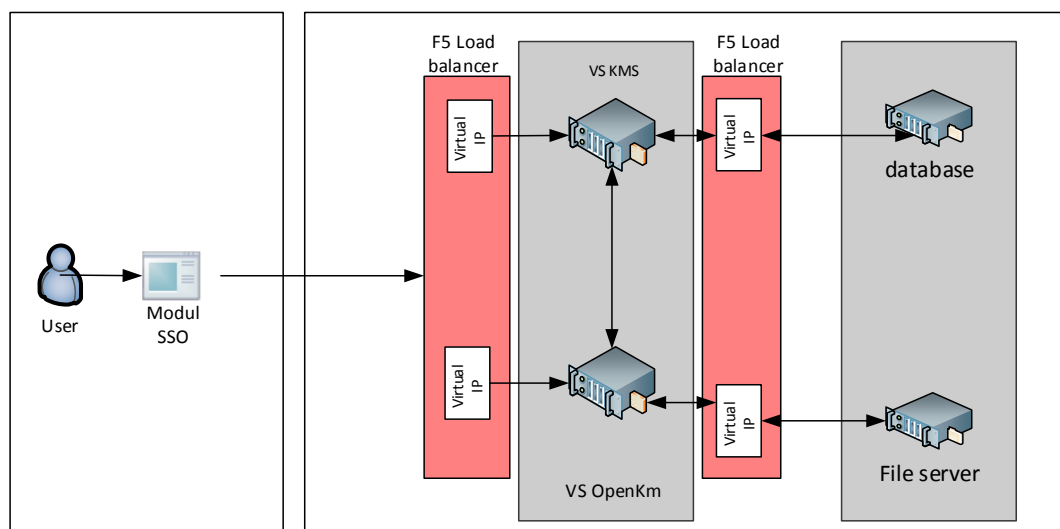 F5 Load
balancer
VS KMS
F5 Load
balancer
Virtual
IP
Virtual
IP
database
User
Modul
SSO
Virtual
IP
Virtual
IP
File server
VS OpenKm